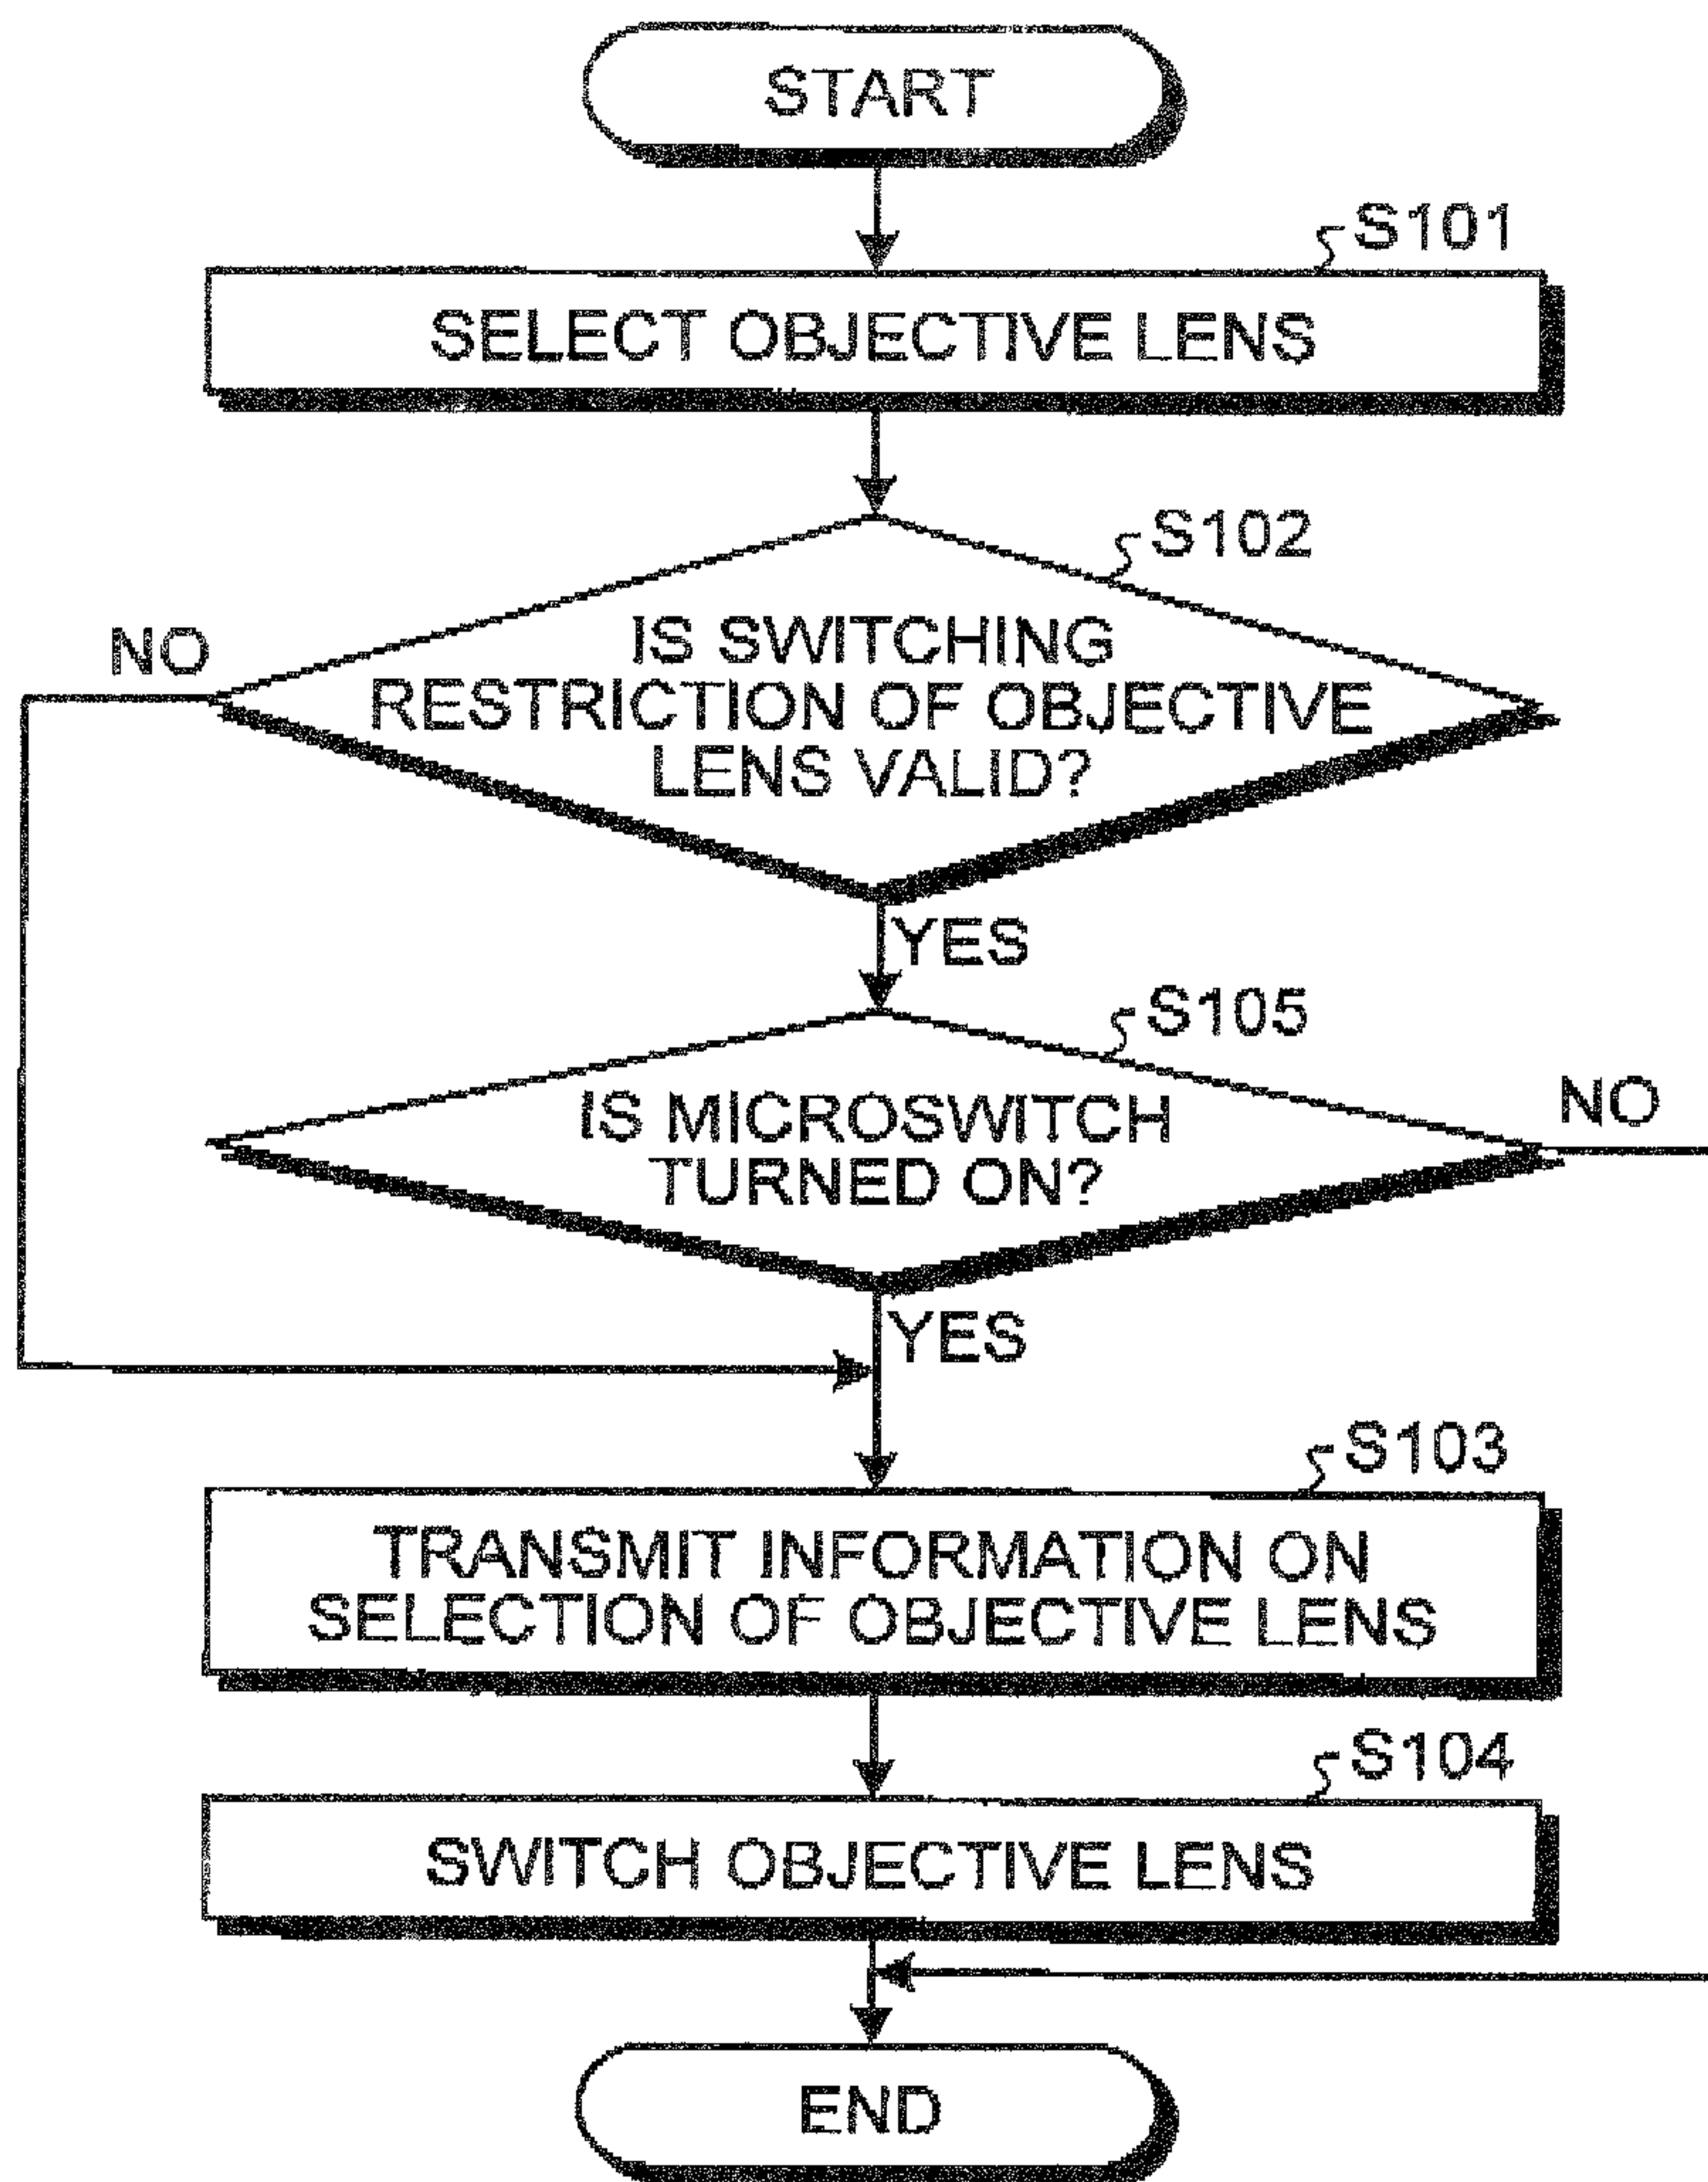 START
S101
SELECT OBJECTIVE LENS
S102
NO
IS SWITCHING
RESTRICTION OF OBJECTIVE
LENS VALID?
YES
S105
IS MICROSWITCH
TURNED ON?
NO
YES
S103
TRANSMIT INFORMATION ON
SELECTION OF OBJECTIVE LENS
S104
SWITCH OBJECTIVE LENS
END